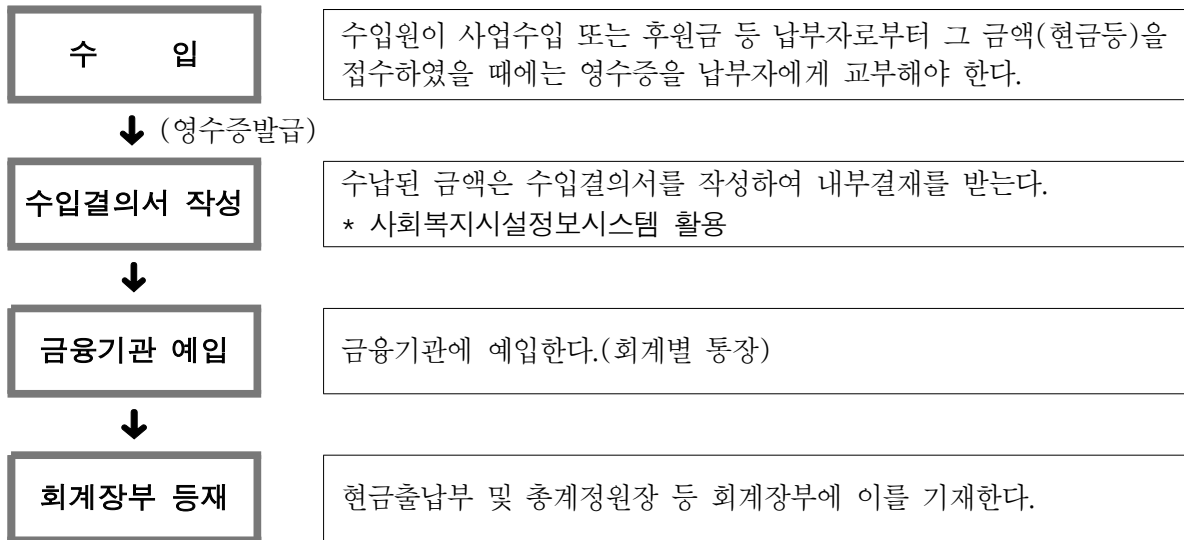 수 입
수입원이 사업수입 또는 후원금 등 납부자로부터 그 금액(현금등)을
접수하였을 때에는 영수증을 납부자에게 교부해야 한다.
(영수증발급)
수입결의서 작성
수납된 금액은 수입결의서를 작성하여 내부결재를 받는다.
* 사회복지시설정보시스템 활용
금융기관 예입
금융기관에 예입한다.(회계별 통장)
회계장부 등재
현금출납부 및 총계정원장 등 회계장부에 이를 기재한다.